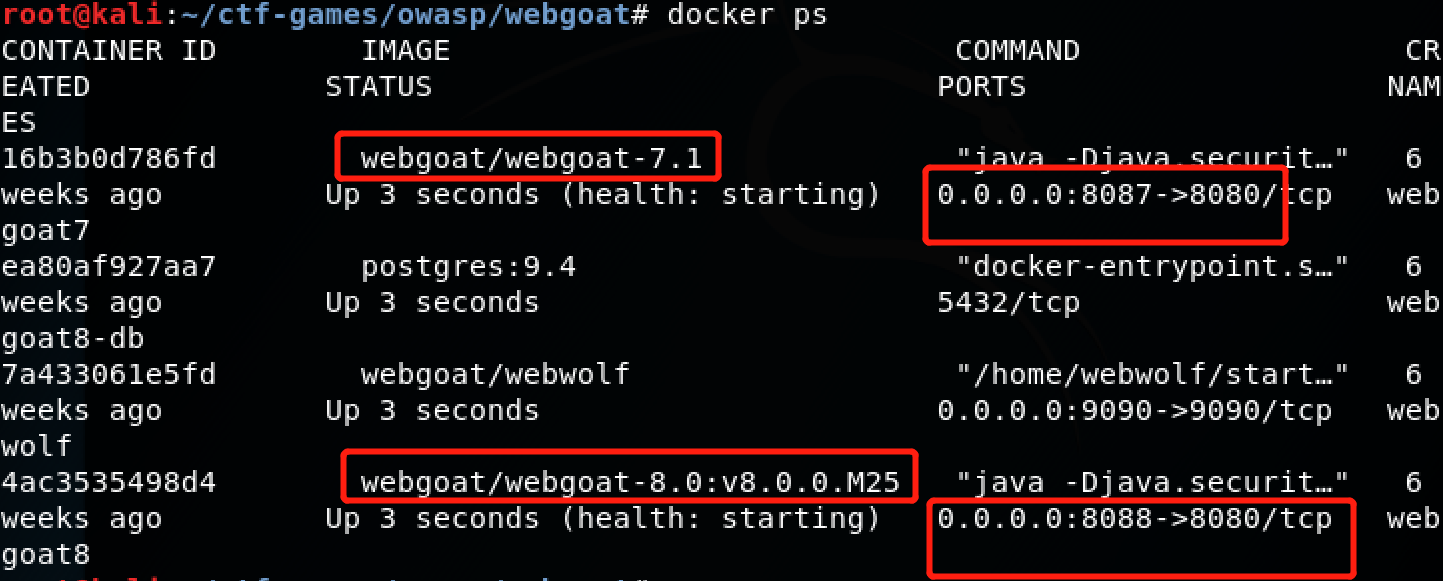 root@kali:~/ctf-games/owasp/webgoat# docker ps
CONTAINER ID        IMAGE                            COMMAND                  CR
EATED             STATUS                            PORTS                    NAM
ES
16b3b0d786fd        webgoat/webgoat-7.1              "java -Djava.securit…"   6
weeks ago         Up 3 seconds (health: starting)   0.0.0.0:8087->8080/tcp   web
goat7
ea80af927aa7        postgres:9.4                     "docker-entrypoint.s…"   6
weeks ago         Up 3 seconds                      5432/tcp                 web
goat8-db
7a433061e5fd        webgoat/webwolf                  "/home/webwolf/start…"   6
weeks ago         Up 3 seconds                      0.0.0.0:9090->9090/tcp   web
wolf
4ac3535498d4        webgoat/webgoat-8.0:v8.0.0.M25   "java -Djava.securit…"   6
weeks ago         Up 3 seconds (health: starting)   0.0.0.0:8088->8080/tcp   web
goat8